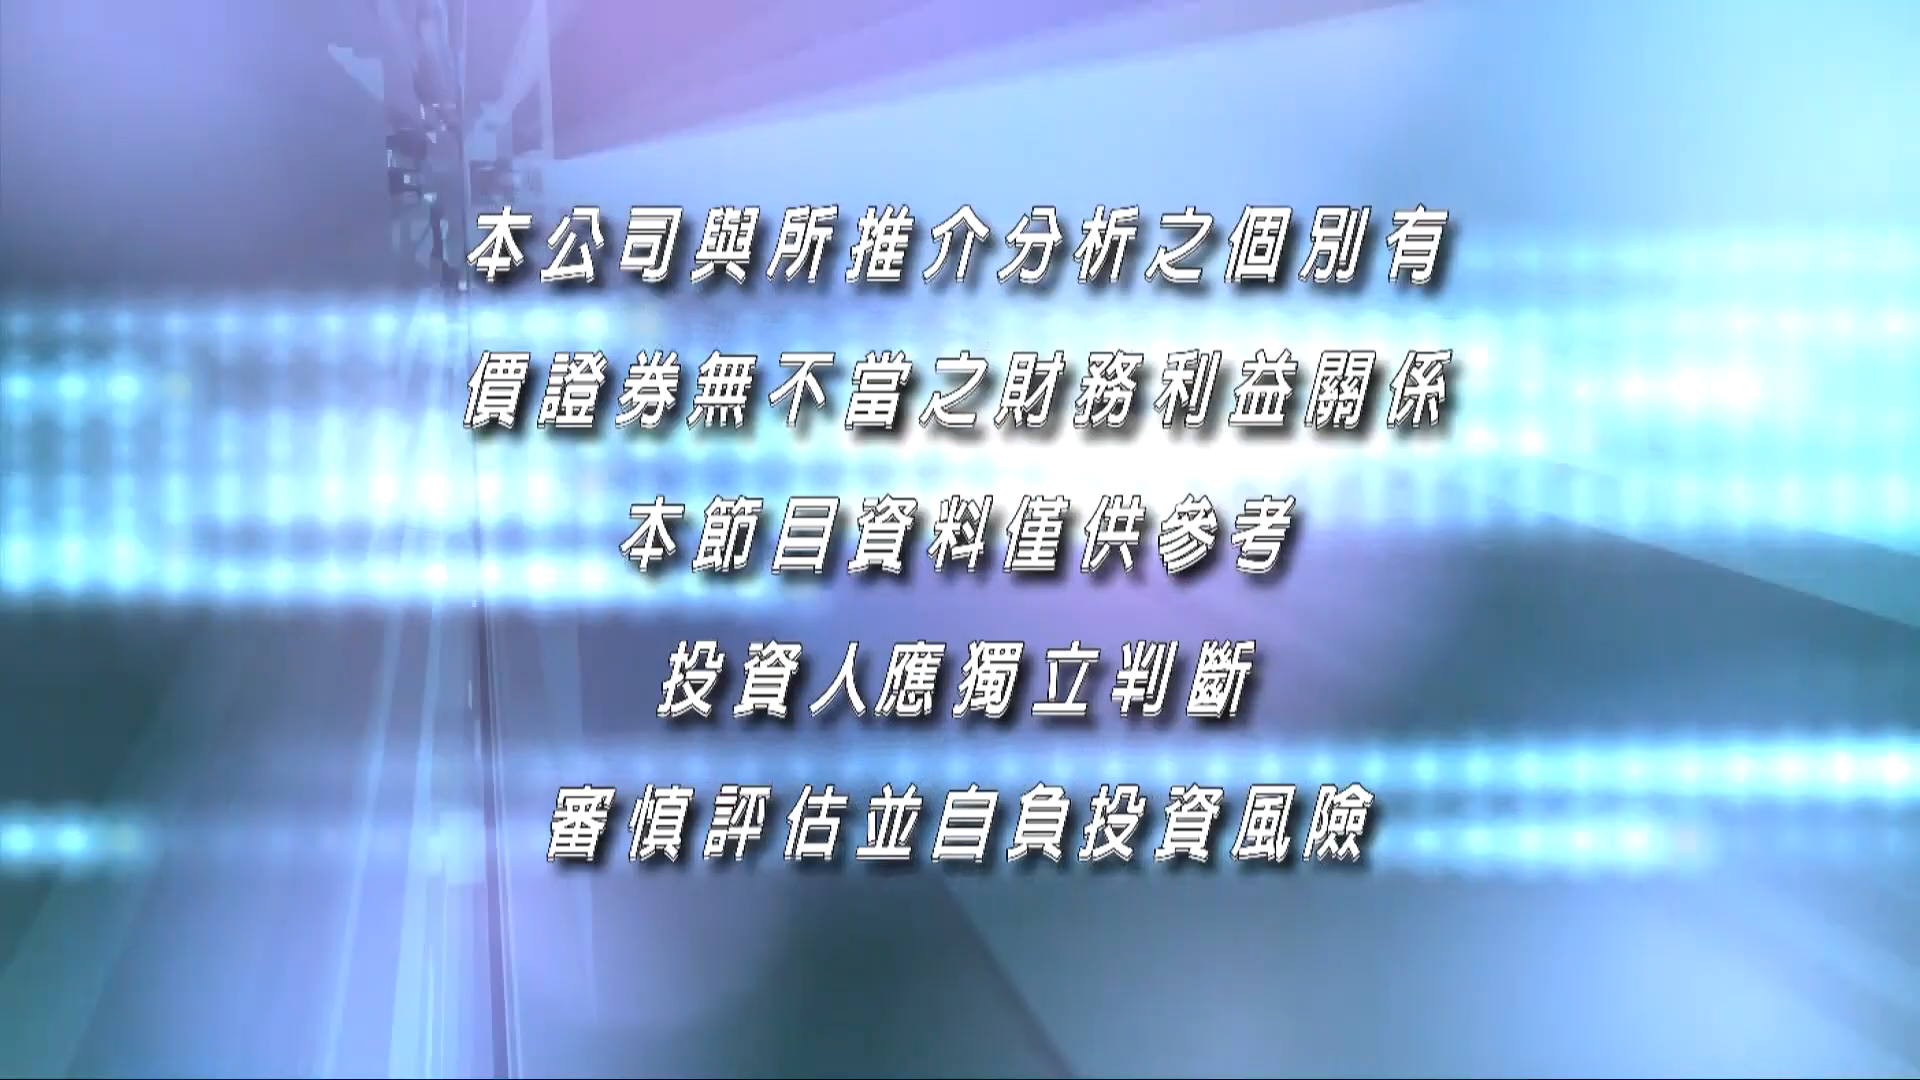 本公司與所推介分析之個別有
價證券無不當之財務利益關係
本節目資料僅供參考
投資人應獨立判斷
審慎評估並自負投資風險